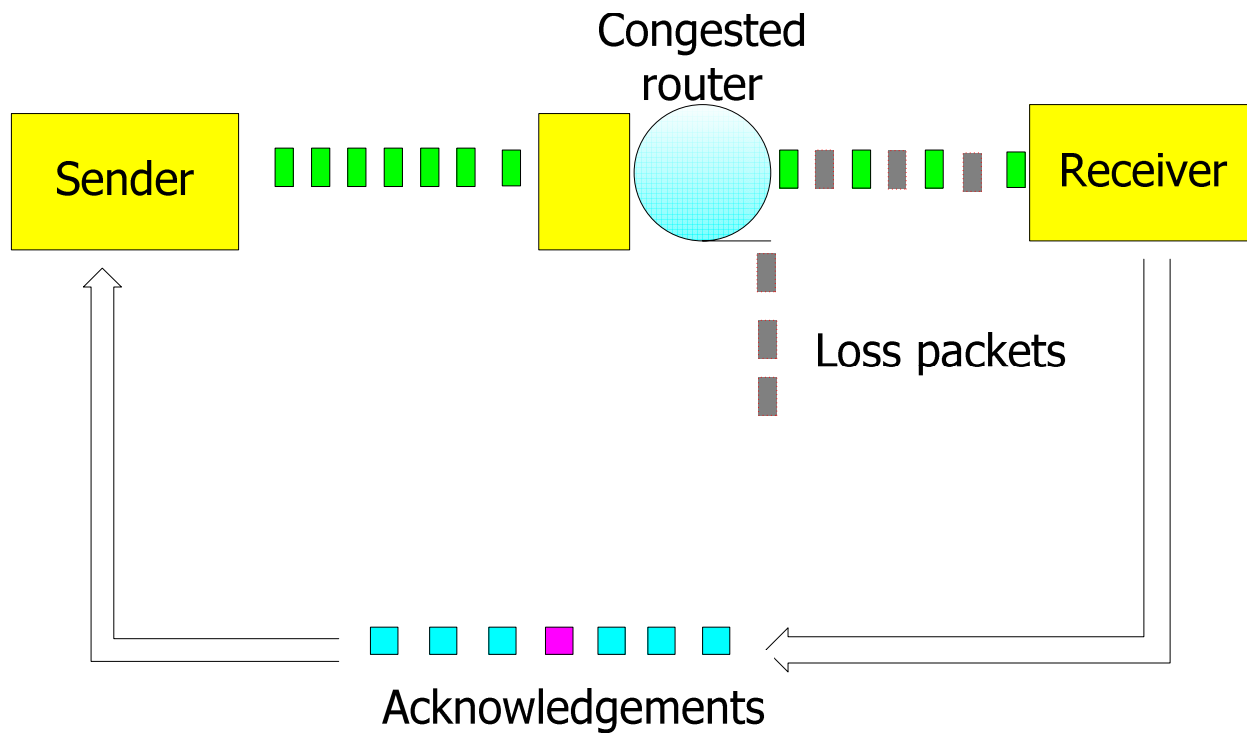 Congested
router
Sender
Receiver
Loss packets
Acknowledgements